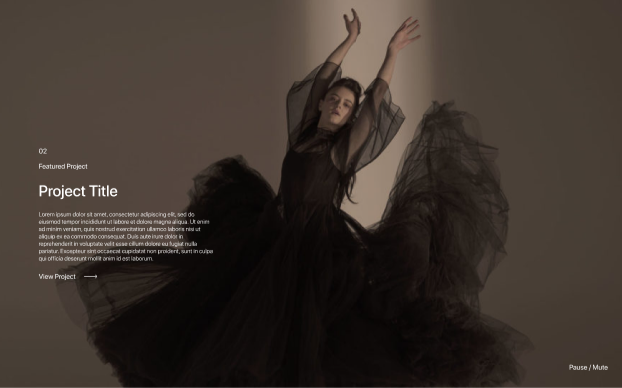 02
Featured Project
Project Title
Lorem ipsum dolor sit amet, consectetur adipiscing elit, sed do
eiusmod tempor incididunt ut labore et dolore magna aliqua. Ut enim
ad minim veniam, quis nostrud exercitation ullamco laboris nisi ut
aliquip ex ea commodo consequat. Duis aute irure dolor in
reprehenderit in voluptate velit esse cillum dolore eu fugiat nulla
pariatur. Excepteur sint occaecat cupidatat non proident, sunt in culpa
qui officia deserunt mollit anim id est laborum.
View Project
Pause / Mute